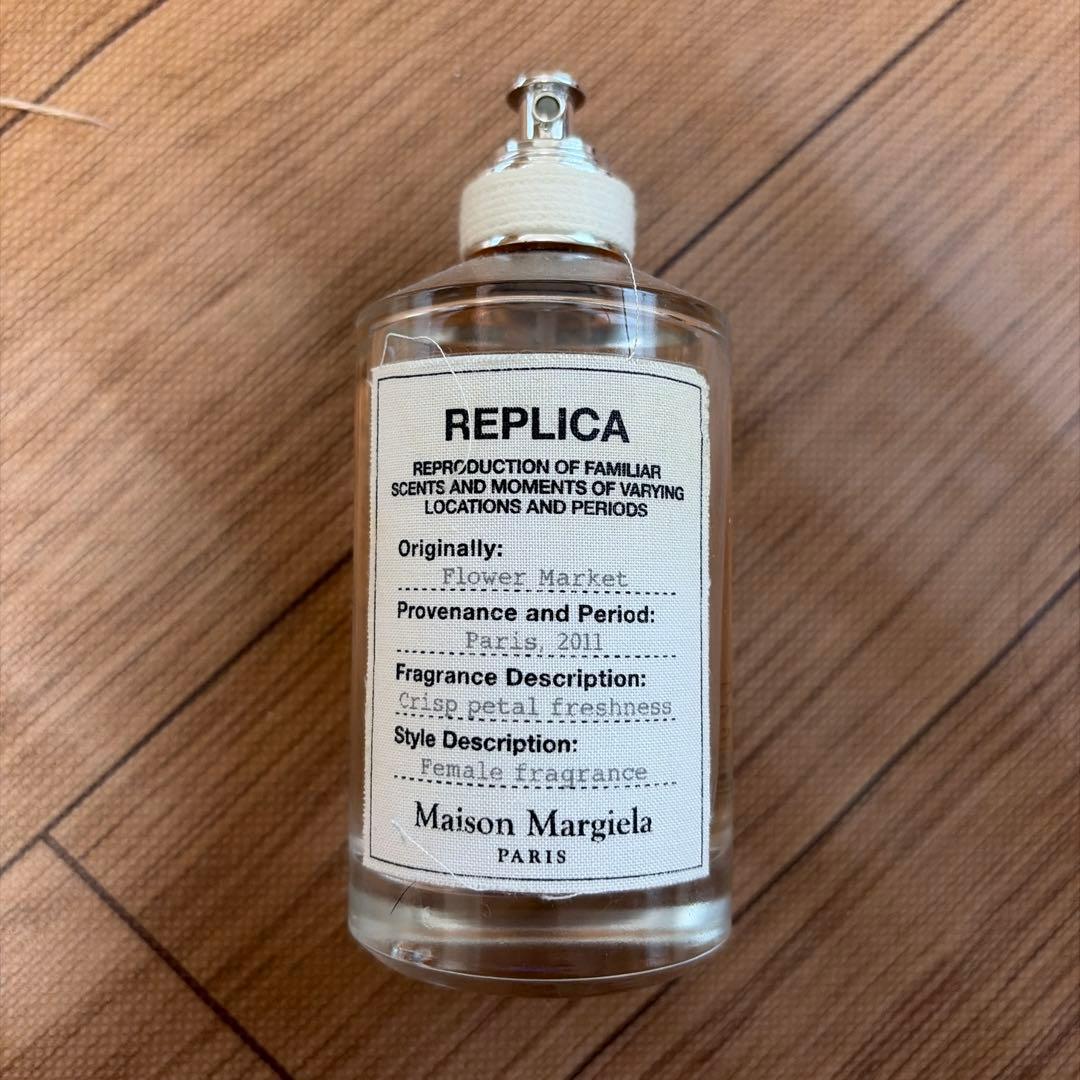 REPLICA
REPRODUCTION OF FAMILIAR
SCENTS AND MOMENTS OF VARYING
LOCATIONS AND PERIODS
Originally:
Flower Market
Provenance and Period:
Paris, 2011
Fragrance Description:
Crisp petal freshness
Style Description:
Female fragrance
Maison Margiela
PARIS